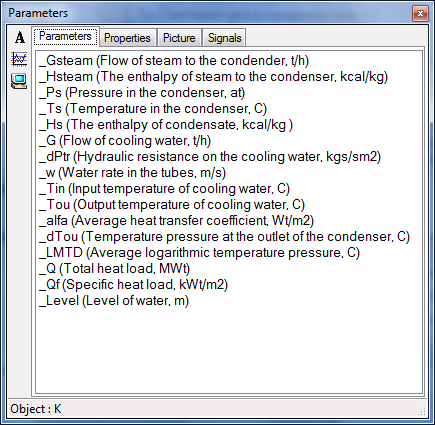 Parameters
A
Parameters Properties Picture Signals
_Gsteam (Flow of steam to the condender, t/h)
_Hsteam (The enthalpy of steam to the condenser, kcal/kg)
_Ps (Pressure in the condenser, at)
_Ts (Temperature in the condenser, C)
_Hs (The enthalpy of condensate, kcal/kg )
_G (Flow of cooling water, t/h)
_dPtr (Hydraulic resistance on the cooling water, kgs/sm2)
_w (Water rate in the tubes, m/s)
_Tin (Input temperature of cooling water, C)
_Tou (Output temperature of cooling water, C)
_alfa (Average heat transfer coefficient, Wt/m2)
_dTou (Temperature pressure at the outlet of the condenser, C)
_LMTD (Average logarithmic temperature pressure, C)
_Q (Total heat load, MWt)
_Qf (Specific heat load, kWt/m2)
_Level (Level of water, m)
Object : K